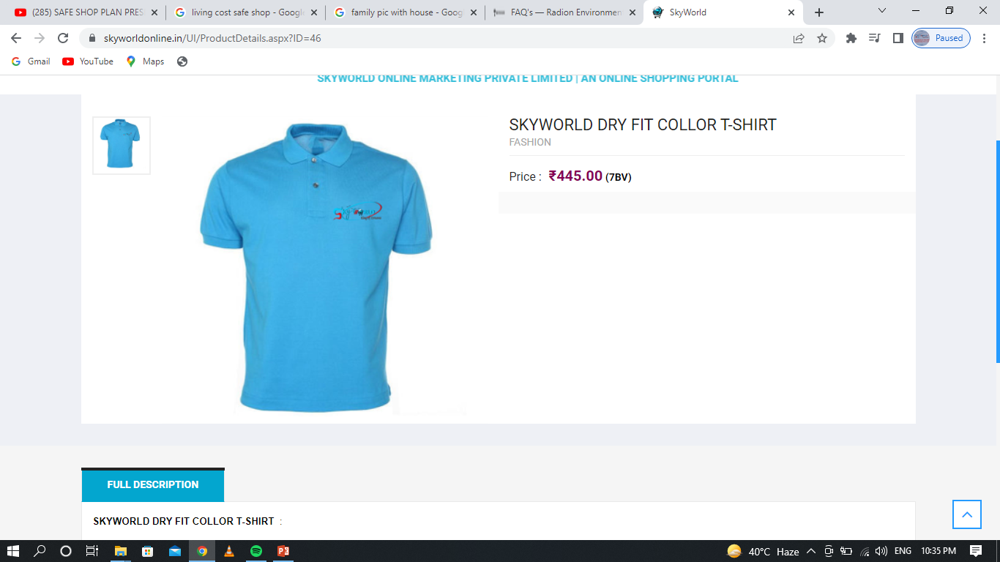 (285) SAFE SHOP PLAN PRES
living cost safe shop - Google
family pic with house - Goog
FAQ's — Radion Environmen
SkyWorld
skyworldonline.in/UI/ProductDetails.aspx?ID=46
Paused
Gmail
YouTube
Maps
SKYWORLD ONLINE MARKETING PRIVATE LIMITED | AN ONLINE SHOPPING PORTAL
SKYWORLD DRY FIT COLLOR T-SHIRT
FASHION
Price : ₹445.00 (7BV)
FULL DESCRIPTION
SKYWORLD DRY FIT COLLOR T-SHIRT :
40°C Haze
ENG
10:35 PM